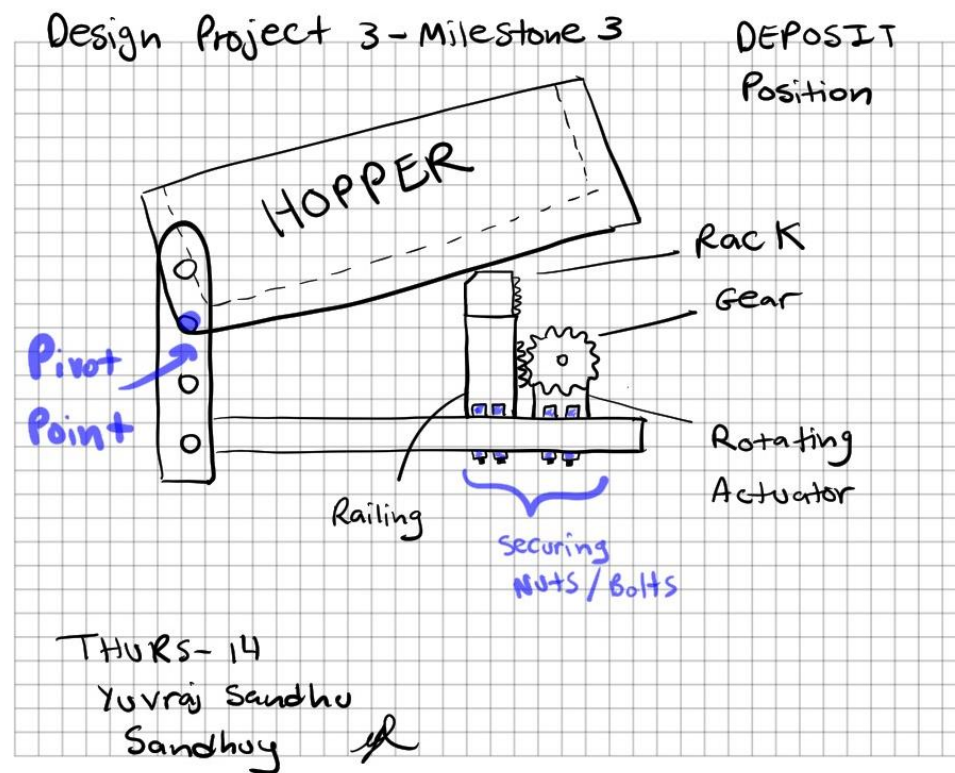 Design Project 3 - Milestone 3
DEPOSIT
Position
HOPPER
Rack
Gear
Pivot
Point
Rotating
Actuator
Railing
Securing
Nuts/Bolts
THURS- 14
Yuvraj Sandhu
Sandhuy